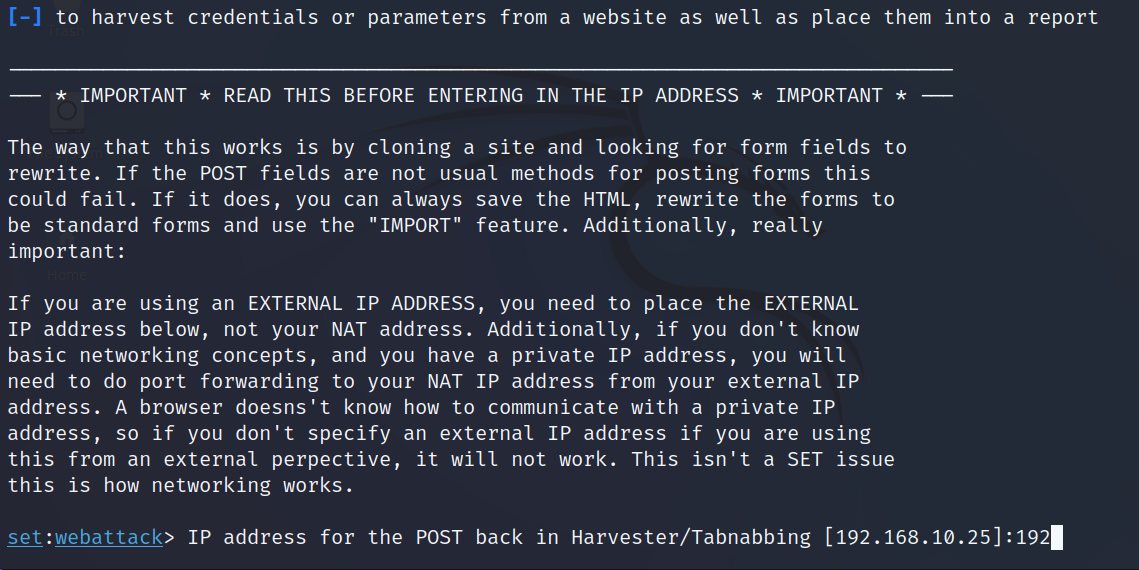 [-] to harvest credentials or parameters from a website as well as place them into a report
Trash
--- * IMPORTANT * READ THIS BEFORE ENTERING IN THE IP ADDRESS * IMPORTANT * ---
The way that this works is by cloning a site and looking for form fields to
rewrite. If the POST fields are not usual methods for posting forms this
could fail. If it does, you can always save the HTML, rewrite the forms to
be standard forms and use the "IMPORT" feature. Additionally, really
important:
Home
If you are using an EXTERNAL IP ADDRESS, you need to place the EXTERNAL
IP address below, not your NAT address. Additionally, if you don't know
basic networking concepts, and you have a private IP address, you will
need to do port forwarding to your NAT IP address from your external IP
address. A browser doesns't know how to communicate with a private IP
address, so if you don't specify an external IP address if you are using
this from an external perpective, it will not work. This isn't a SET issue
this is how networking works.
set:webattack> IP address for the POST back in Harvester/Tabnabbing [192.168.10.25]:192